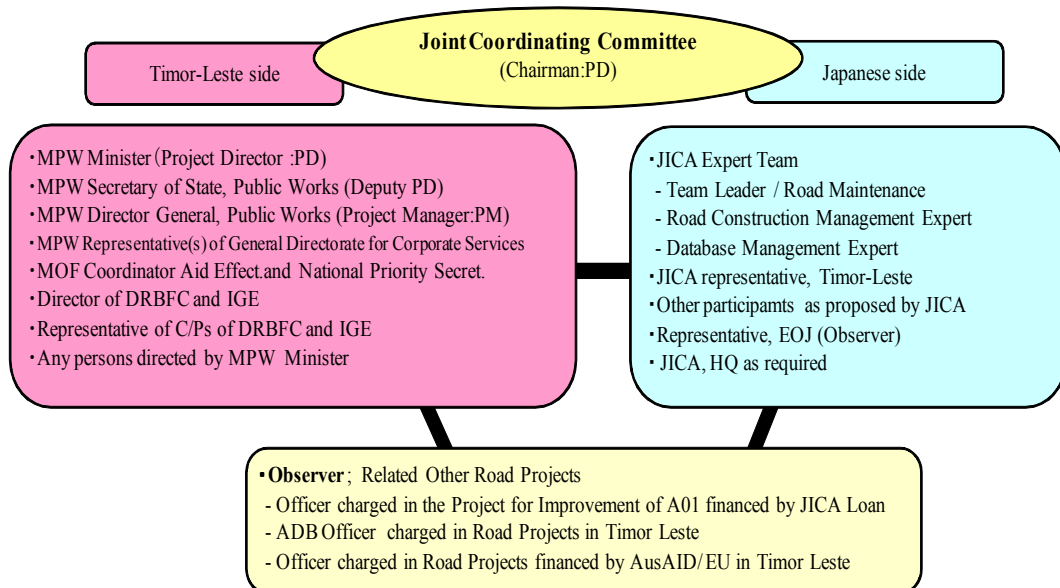 Joint Coordinating Committee
(Chairman:PD)
Timor-Leste side
Japanese side
・MPW Minister(Project Director :PD)
・MPW Secretary of State, Public Works (Deputy PD)
・MPW Director General, Public Works (Project Manager:PM)
・MPW Representative(s) of General Directorate for Corporate Services
・MOF Coordinator Aid Effect.and National Priority Secret.
・Director of DRBFC and IGE
・Representative of C/Ps of DRBFC and IGE
・Any persons directed by MPW Minister
・JICA Expert Team
- Team Leader / Road Maintenance
- Road Construction Management Expert
- Database Management Expert
・JICA representative, Timor-Leste
・Other participamts as proposed by JICA
・Representative, EOJ (Observer)
・JICA, HQ as required
・Observer ; Related Other Road Projects
- Officer charged in the Project for Improvement of A01 financed by JICA Loan
- ADB Officer charged in Road Projects in Timor Leste
- Officer charged in Road Projects financed by AusAID/EU in Timor Leste